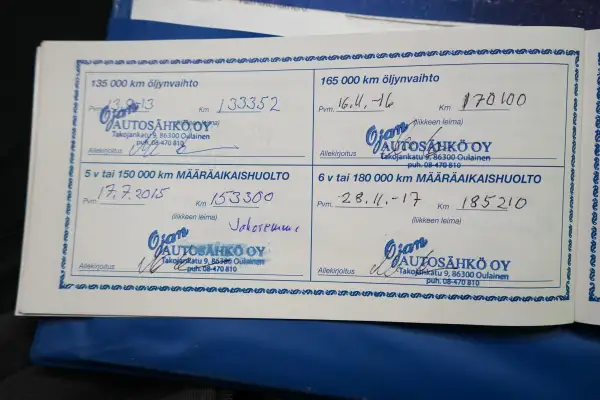 135 000 km öljynvaihto
Pvm. 13 Km 133352
(liikkeen leima)
Ojan
AUTOSÄHKÖ OY
Takojankatu 9, 86300 Oulainen
puh. 08-470 810
Allekirjoitus
165 000 km öljynvaihto
Pvm. 16.11.-16 Km 170100
(liikkeen leima)
Ojan
AUTOSÄHKÖ OY
Takojankatu 9, 86300 Oulainen
puh. 08-470 810
Allekirjoitus
5 v tai 150 000 km MÄÄRÄAIKAISHUOLTO
Pvm. 17.7.2015 Km 153300
(liikkeen leima)
Ojan
AUTOSÄHKÖ OY
Takojankatu 9, 86300 Oulainen
puh. 08-470 810
Allekirjoitus
6 v tai 180 000 km MÄÄRÄAIKAISHUOLTO
Pvm. 28.11.-17 Km 185210
(liikkeen leima)
Ojan
AUTOSÄHKÖ OY
Takojankatu 9, 86300 Oulainen
puh. 08-470 810
Allekirjoitus